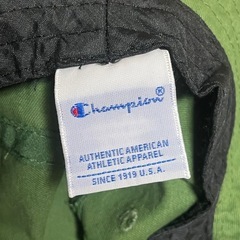 Champion
AUTHENTIC AMERICAN
ATHLETIC APPAREL
SINCE 1919 U.S.A.